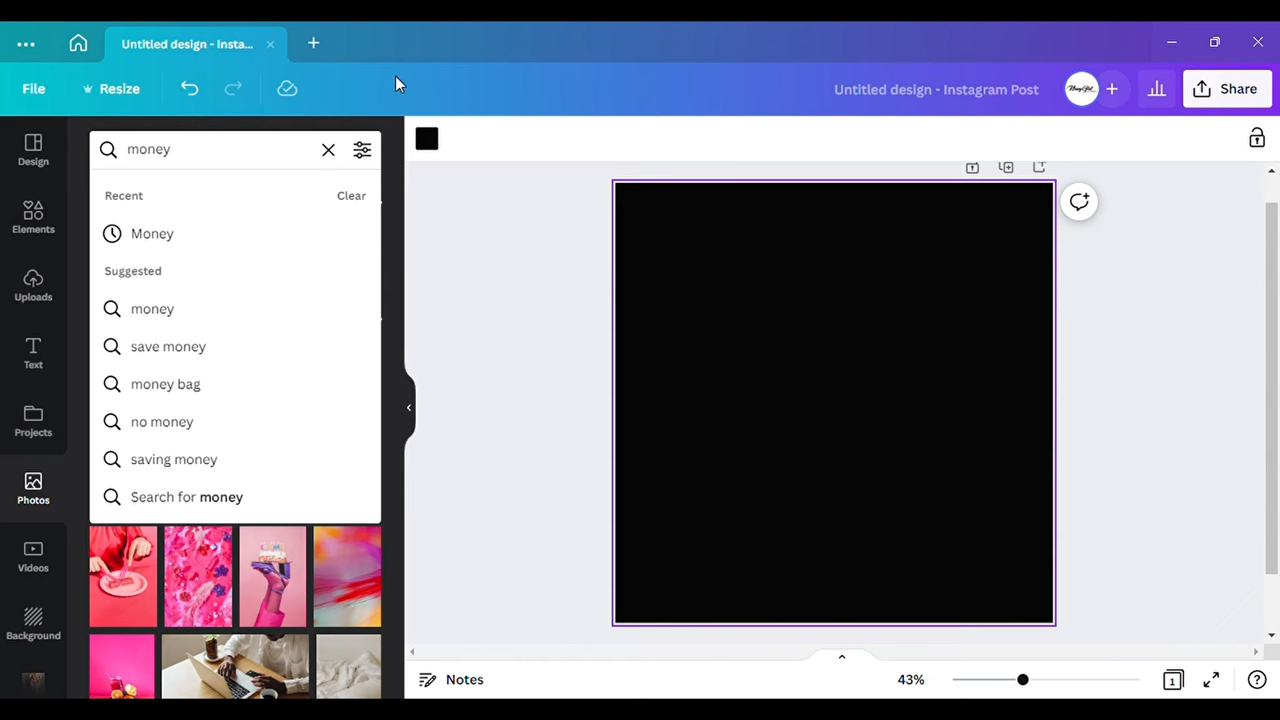 Untitled design - Insta...
File
Resize
Untitled design - Instagram Post
Share
Design
Elements
Uploads
Text
Projects
Photos
Videos
Background
money
Recent
Clear
Money
Suggested
money
save money
money bag
no money
saving money
Search for money
Notes
43%
1